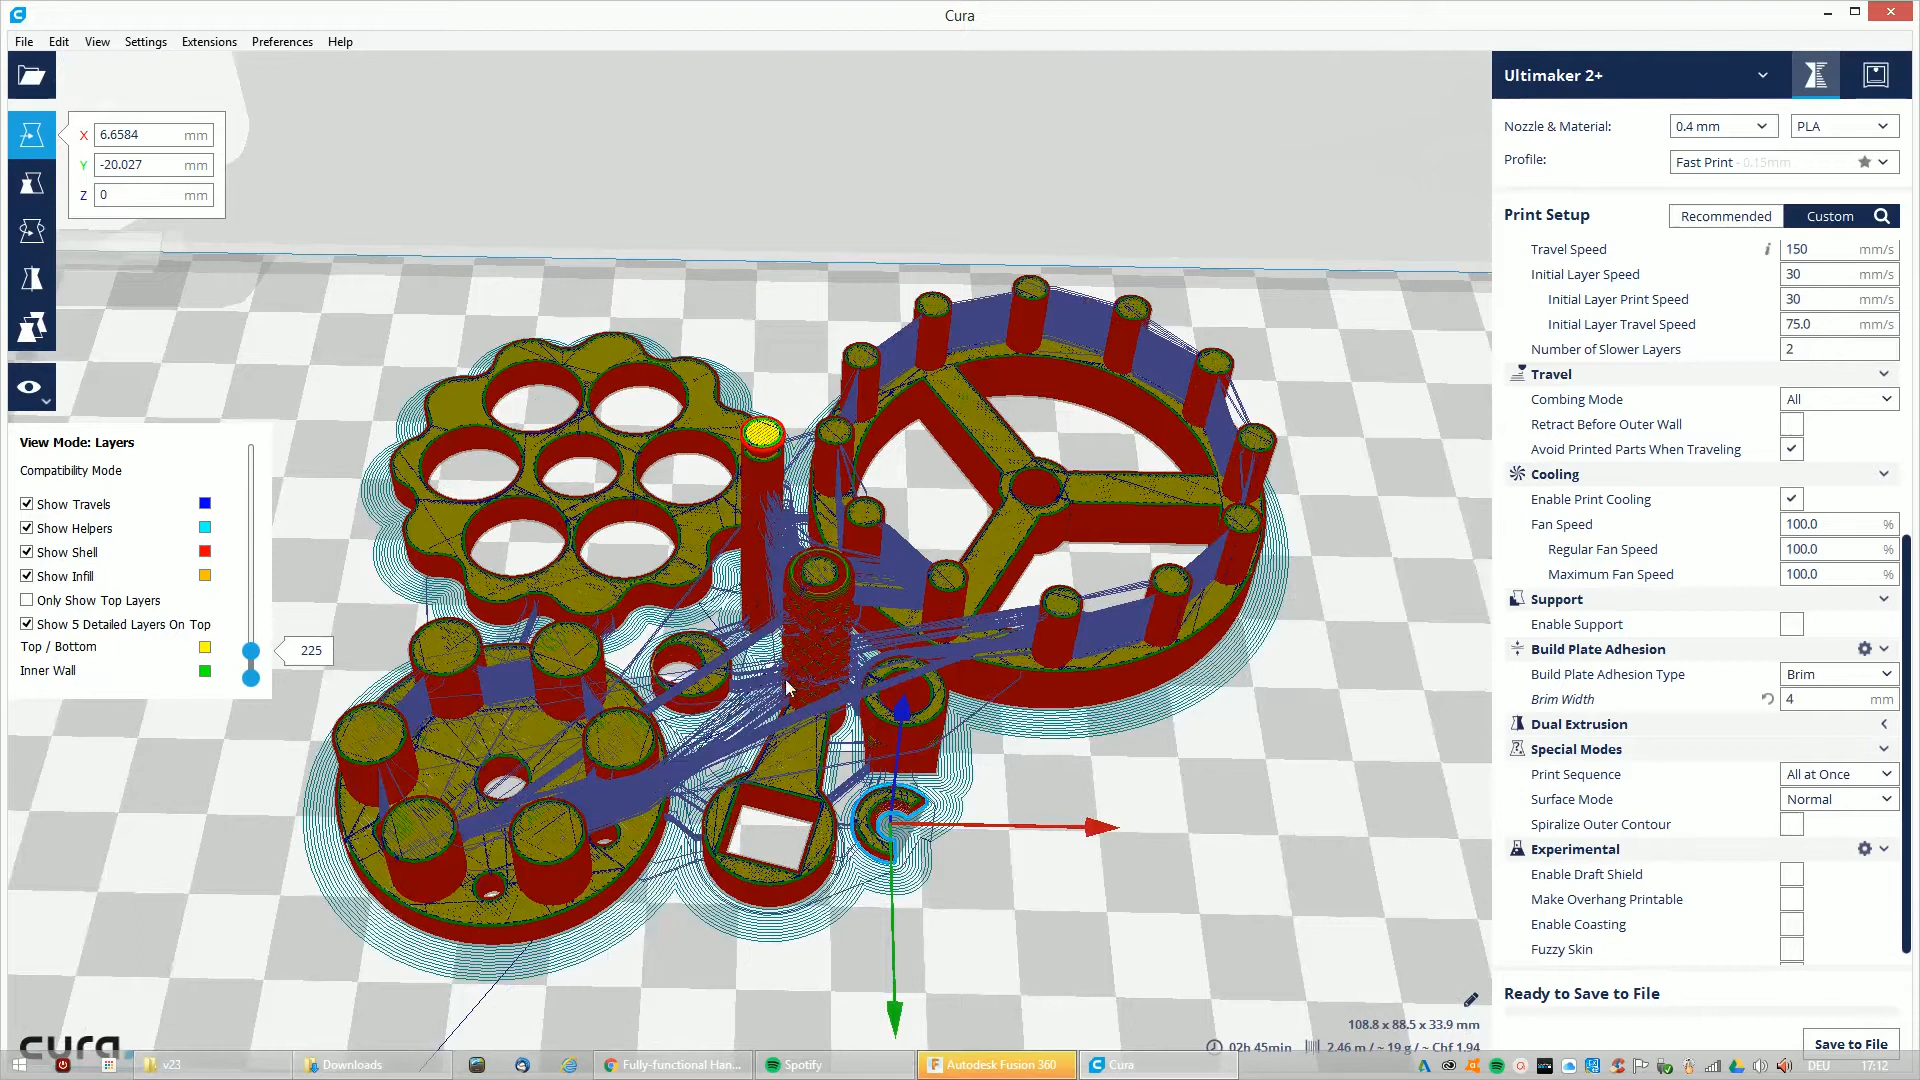 Cura
File Edit View Settings Extensions Preferences Help
X 6.6584 mm
Y -20.027 mm
Z 0 mm
View Mode: Layers
Compatibility Mode
Show Travels
Show Helpers
Show Shell
Show Infill
Only Show Top Layers
Show 5 Detailed Layers On Top
Top / Bottom
Inner Wall
225
Ultimaker 2+
Nozzle & Material: 0.4 mm PLA
Profile: Fast Print - 0.15mm
Print Setup Recommended Custom
Travel Speed i 150 mm/s
Initial Layer Speed 30 mm/s
Initial Layer Print Speed 30 mm/s
Initial Layer Travel Speed 75.0 mm/s
Number of Slower Layers 2
Travel
Combing Mode All
Retract Before Outer Wall
Avoid Printed Parts When Traveling
Cooling
Enable Print Cooling
Fan Speed 100.0 %
Regular Fan Speed 100.0 %
Maximum Fan Speed 100.0 %
Support
Enable Support
Build Plate Adhesion
Build Plate Adhesion Type Brim
Brim Width 4 mm
Dual Extrusion
Special Modes
Print Sequence All at Once
Surface Mode Normal
Spiralize Outer Contour
Experimental
Enable Draft Shield
Make Overhang Printable
Enable Coasting
Fuzzy Skin
Ready to Save to File
108.8 x 88.5 x 33.9 mm
02h 45min 2.46 m / ~ 19 g / ~ Chf 1.94
Save to File
cura.
v23 Downloads Fully-functional Han... Spotify Autodesk Fusion 360 Cura DEU 17:12